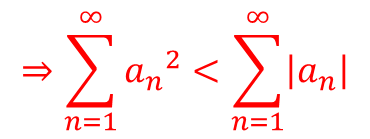 ⇒ ∑_{n=1}^{∞} a_n² < ∑_{n=1}^{∞} |a_n|